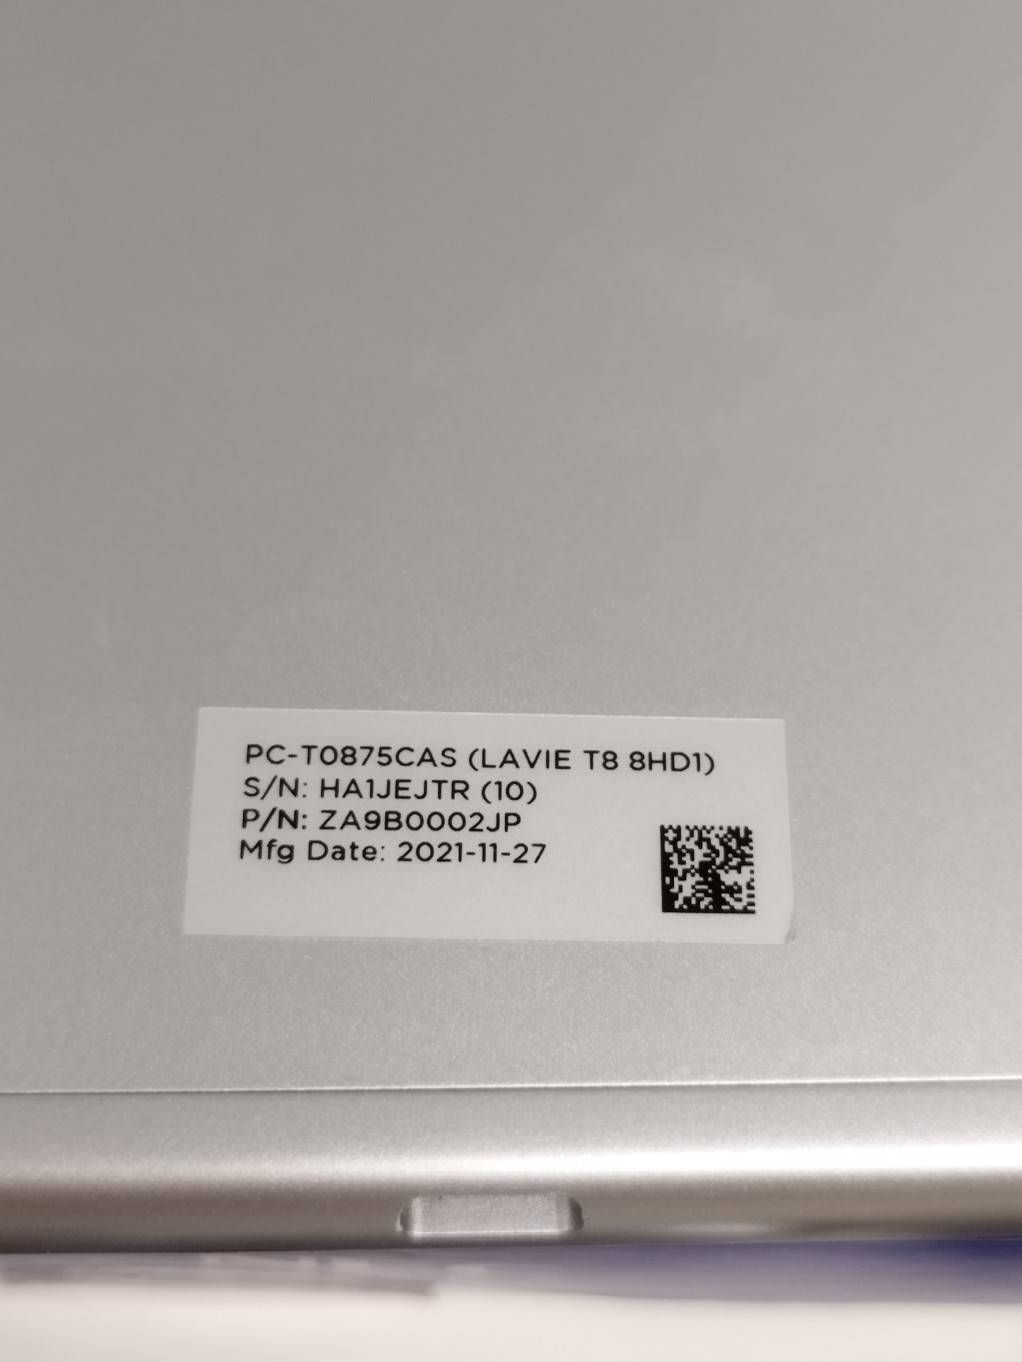 PC-T0875CAS (LAVIE T8 8HD1)
S/N: HA1JEJTR (10)
P/N: ZA9B0002JP
Mfg Date: 2021-11-27